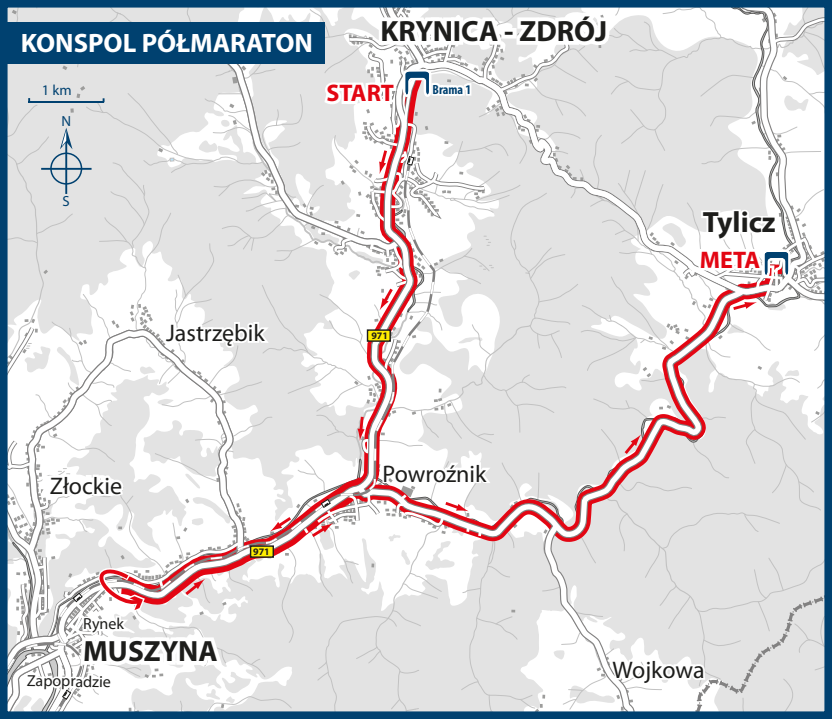 KONSPOL PÓŁMARATON
KRYNICA - ZDRÓJ
1 km
START
Brama 1
N
S
Tylicz
META
971
Jastrzębik
Powroźnik
Złockie
971
Rynek
MUSZYNA
Zapopradzie
Wojkowa